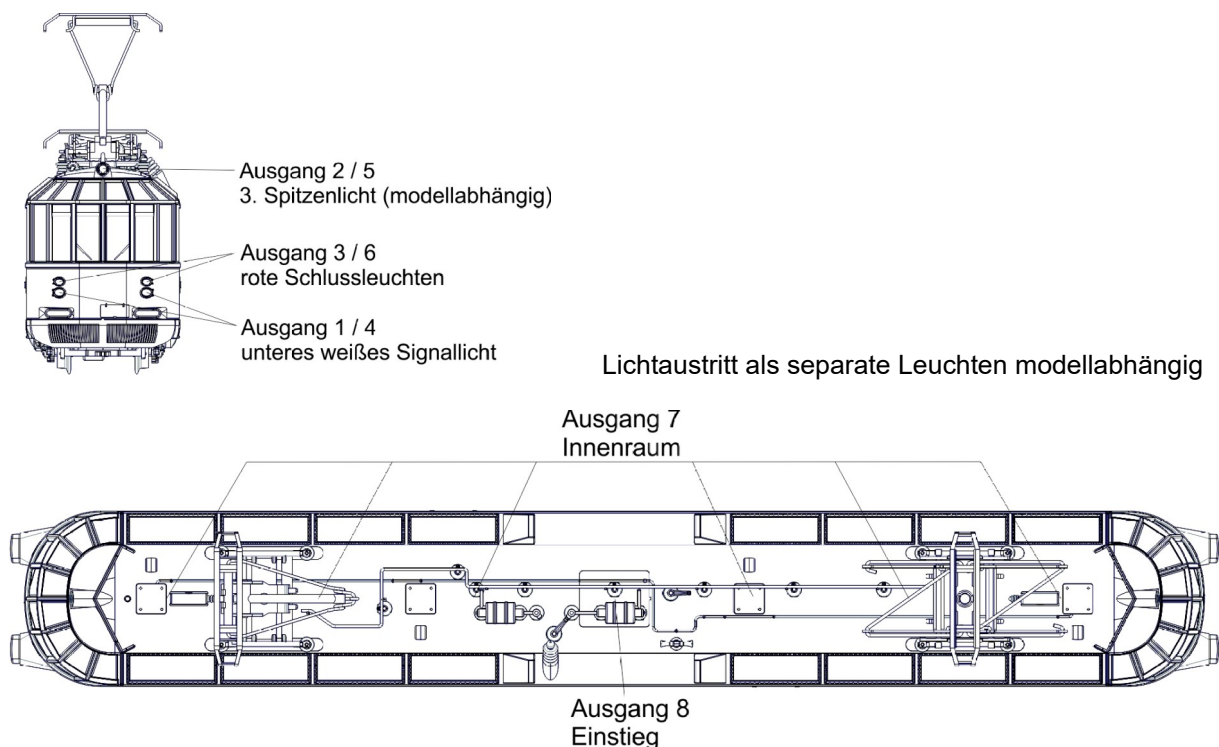 Ausgang 2 / 5
3. Spitzenlicht (modellabhängig)
Ausgang 3 / 6
rote Schlussleuchten
Ausgang 1 / 4
unteres weißes Signallicht
Lichtaustritt als separate Leuchten modellabhängig
Ausgang 7
Innenraum
Ausgang 8
Einstieg